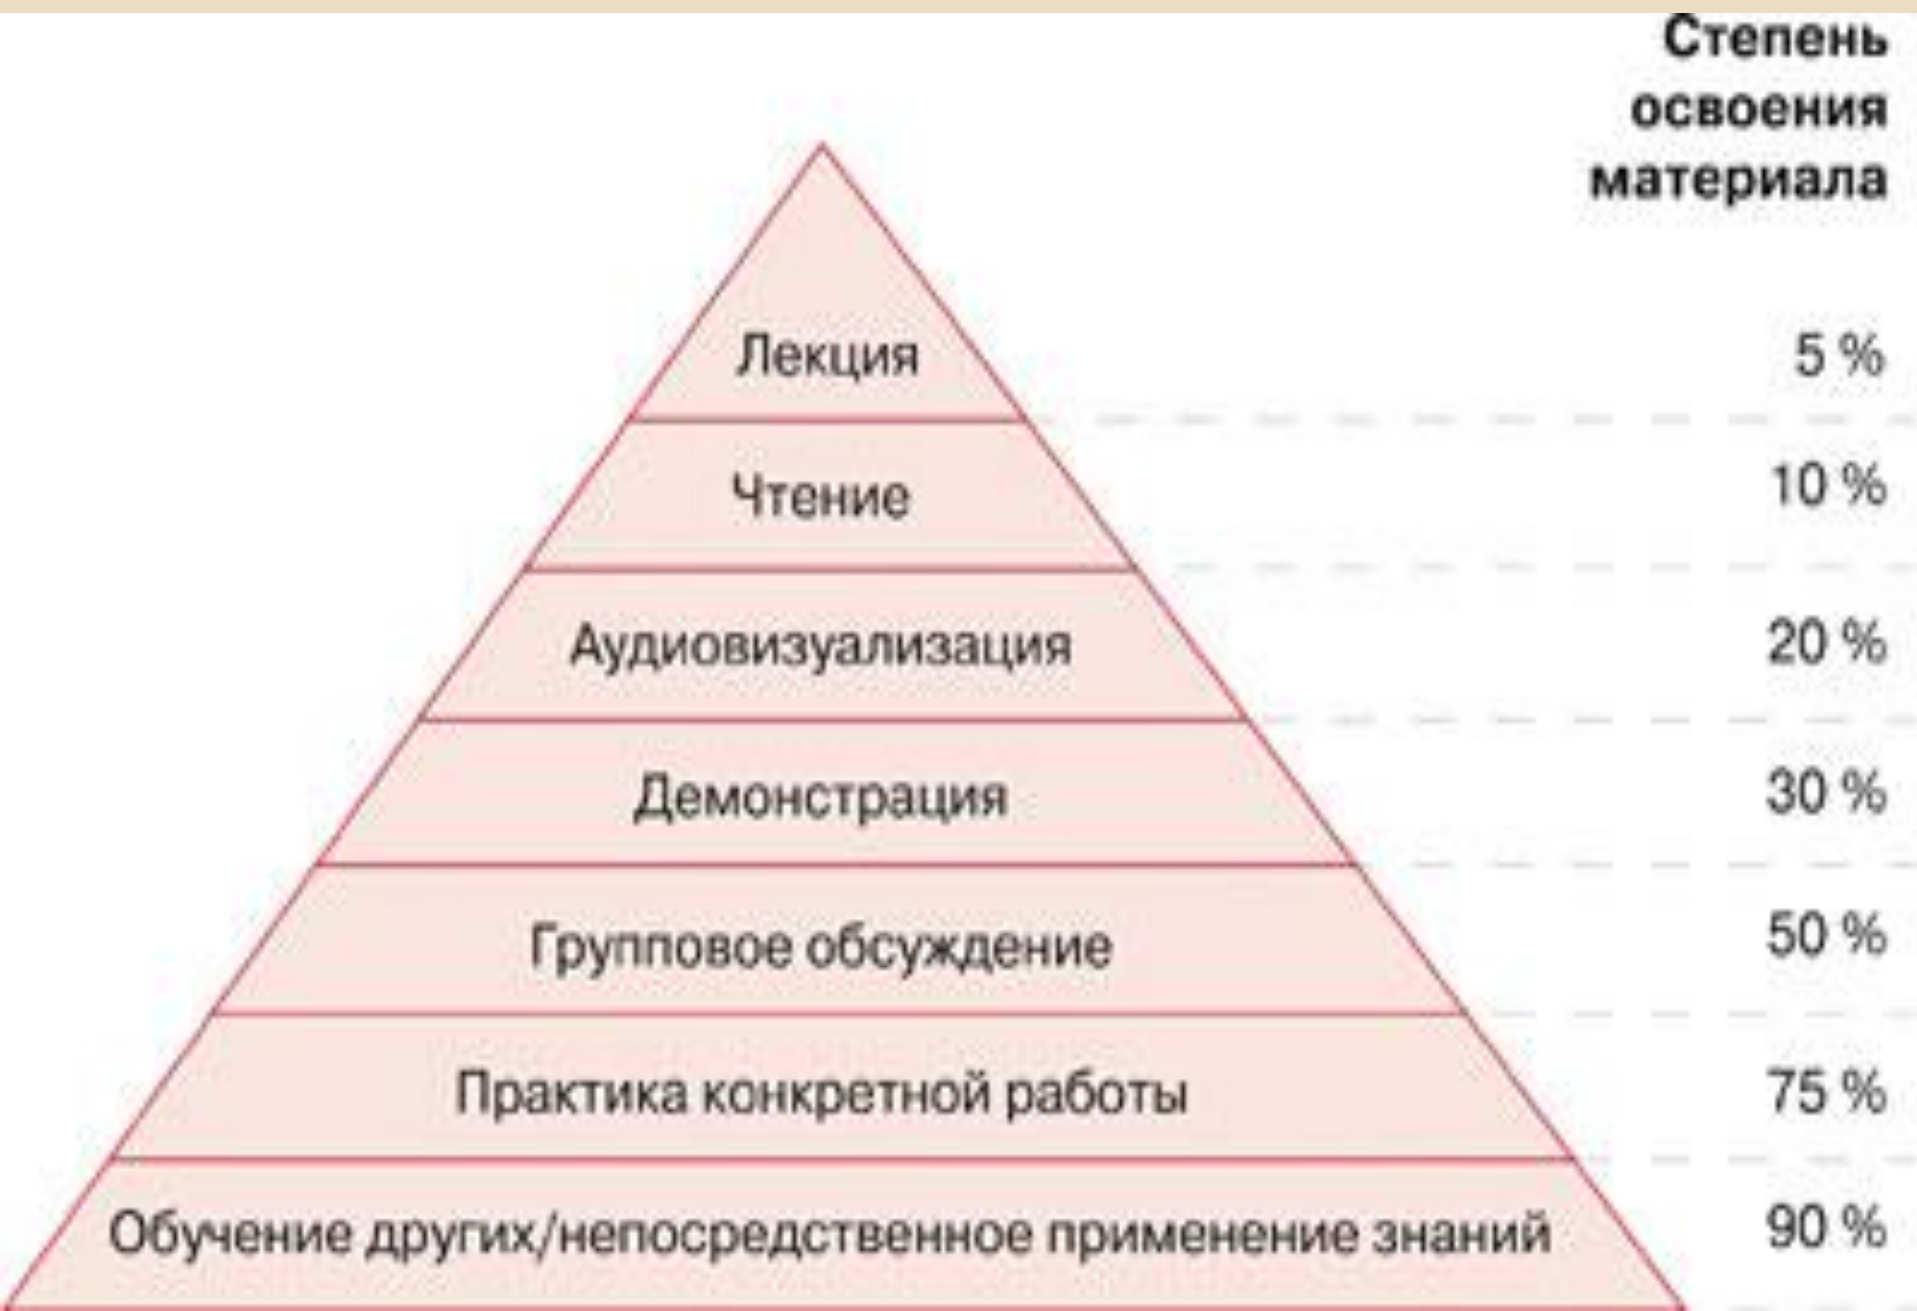 Степень
освоения
материала
Лекция 5 %
Чтение 10 %
Аудиовизуализация 20 %
Демонстрация 30 %
Групповое обсуждение 50 %
Практика конкретной работы 75 %
Обучение других/непосредственное применение знаний 90 %